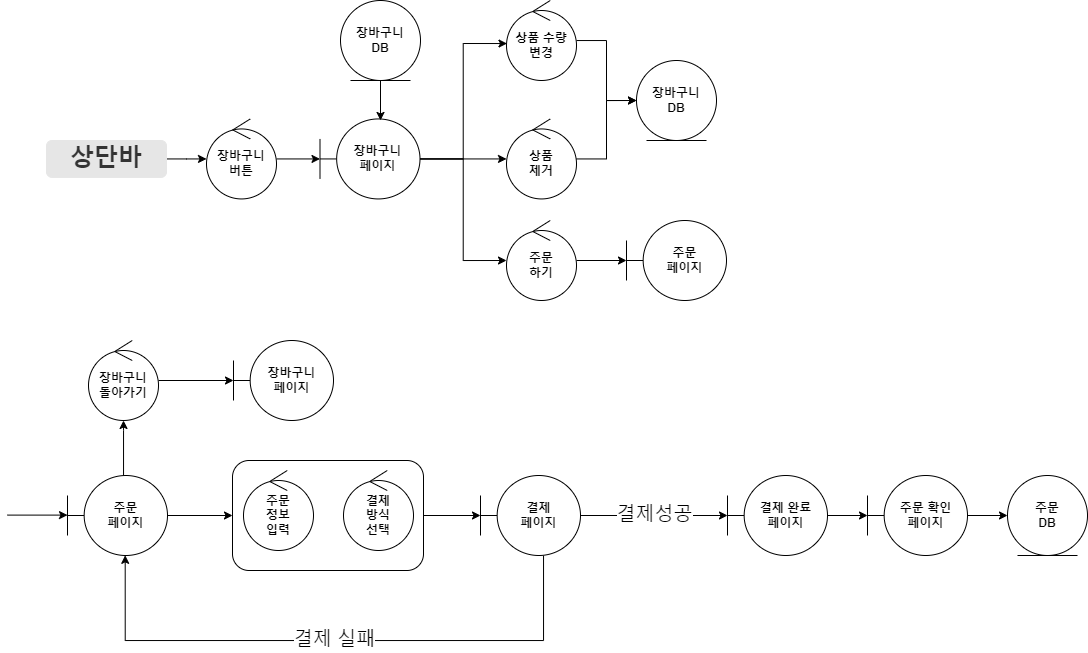 장바구니
DB
상품 수량
변경
장바구니
DB
상단바
장바구니
버튼
장바구니
페이지
상품
제거
주문
하기
주문
페이지
장바구니
돌아가기
장바구니
페이지
주문
페이지
주문
정보
입력
결제
방식
선택
결제
페이지
결제성공
결제 완료
페이지
주문 확인
페이지
주문
DB
결제 실패